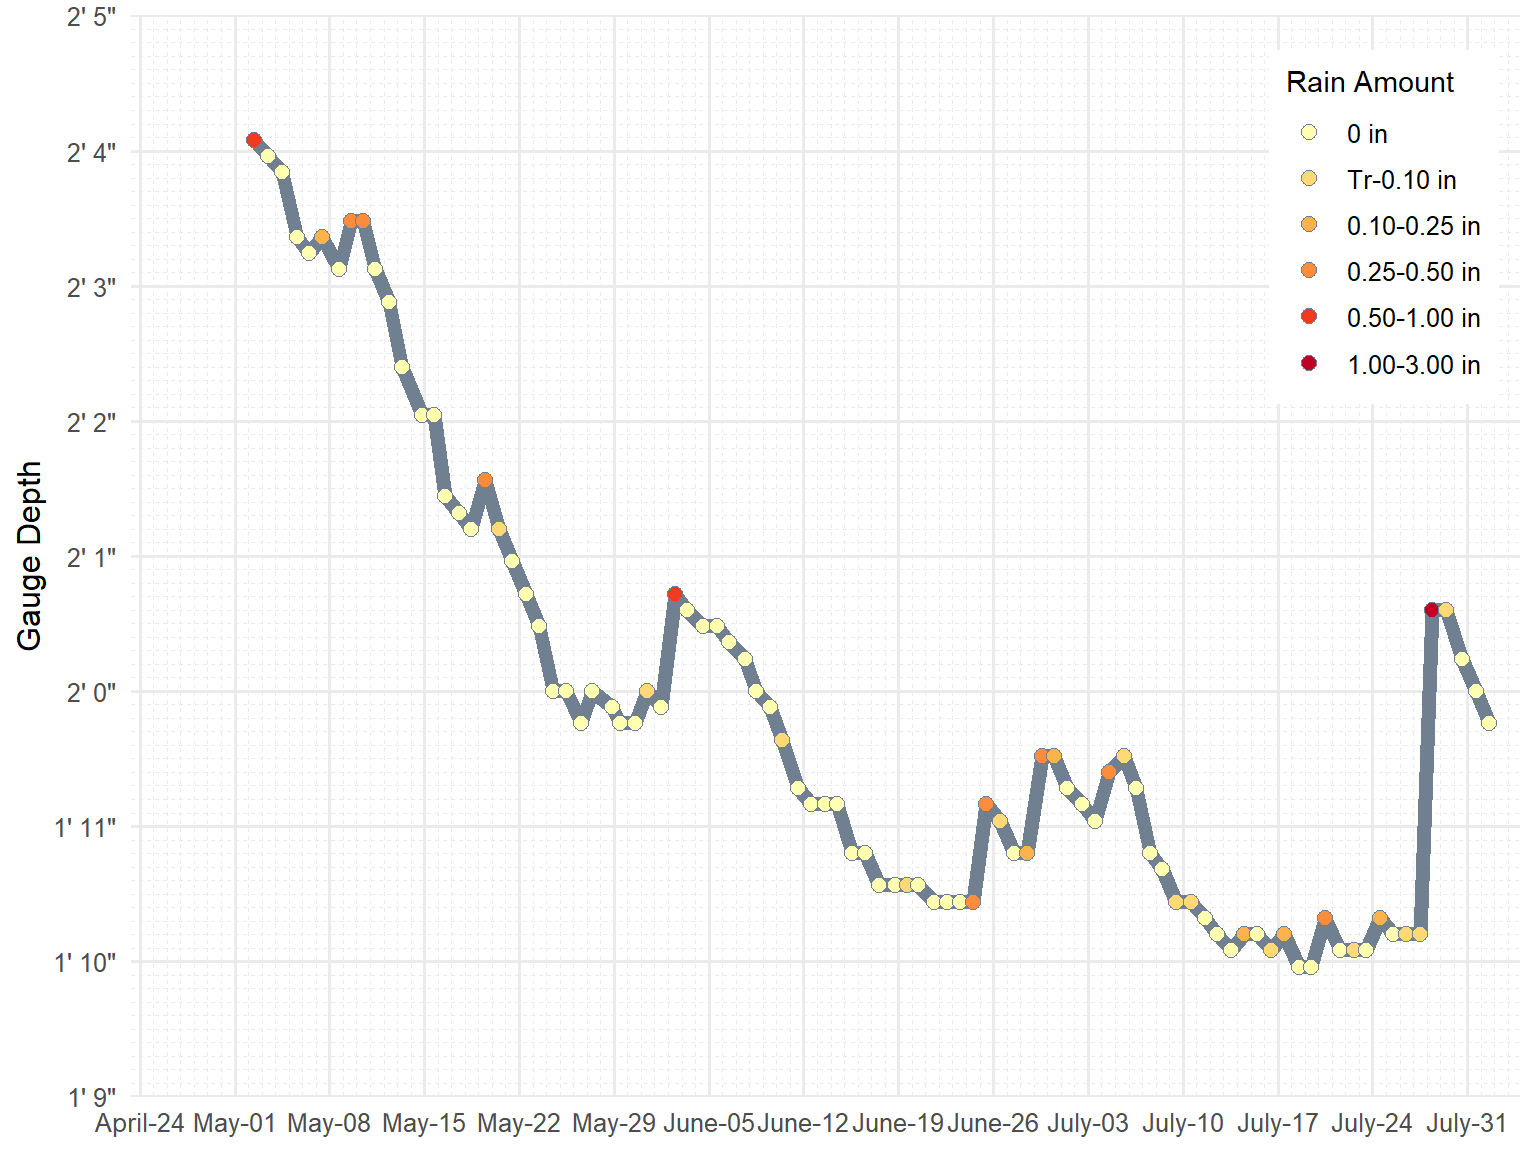 2' 5"
2' 4"
2' 3"
2' 2"
2' 1"
2' 0"
1' 11"
1' 10"
1' 9"
Gauge Depth
Rain Amount
0 in
Tr-0.10 in
0.10-0.25 in
0.25-0.50 in
0.50-1.00 in
1.00-3.00 in
April-24 May-01 May-08 May-15 May-22 May-29 June-05 June-12 June-19 June-26 July-03 July-10 July-17 July-24 July-31